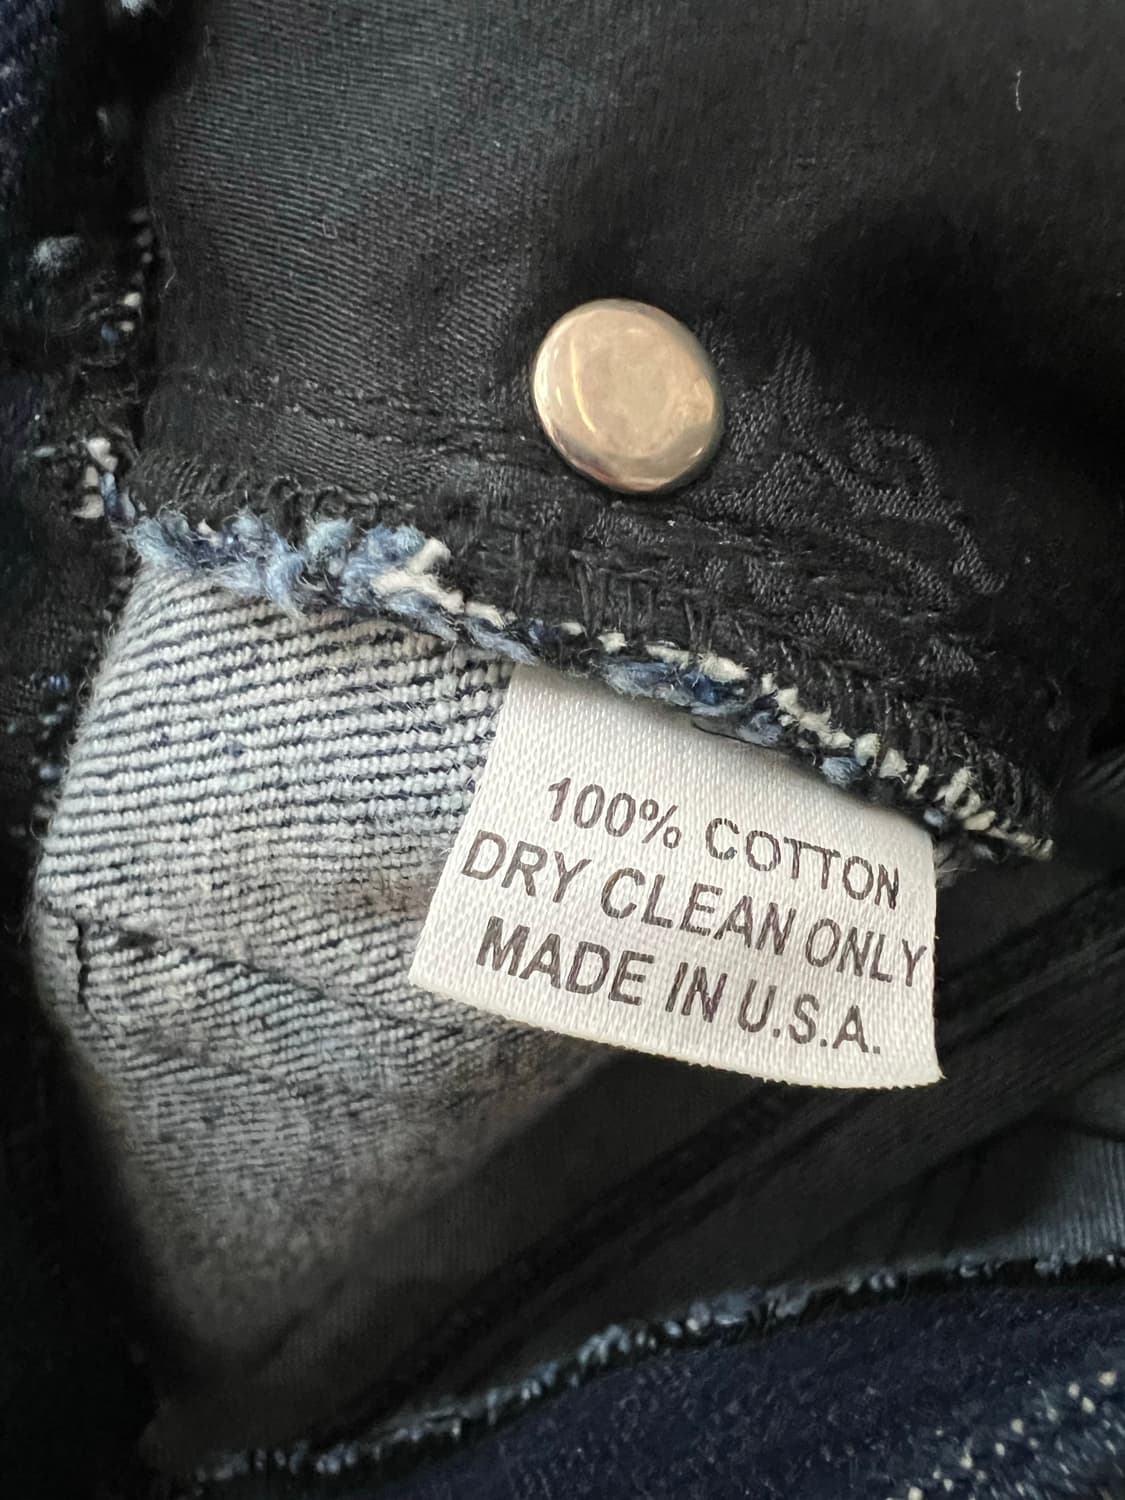 100% COTTON
DRY CLEAN ONLY
MADE IN U.S.A.